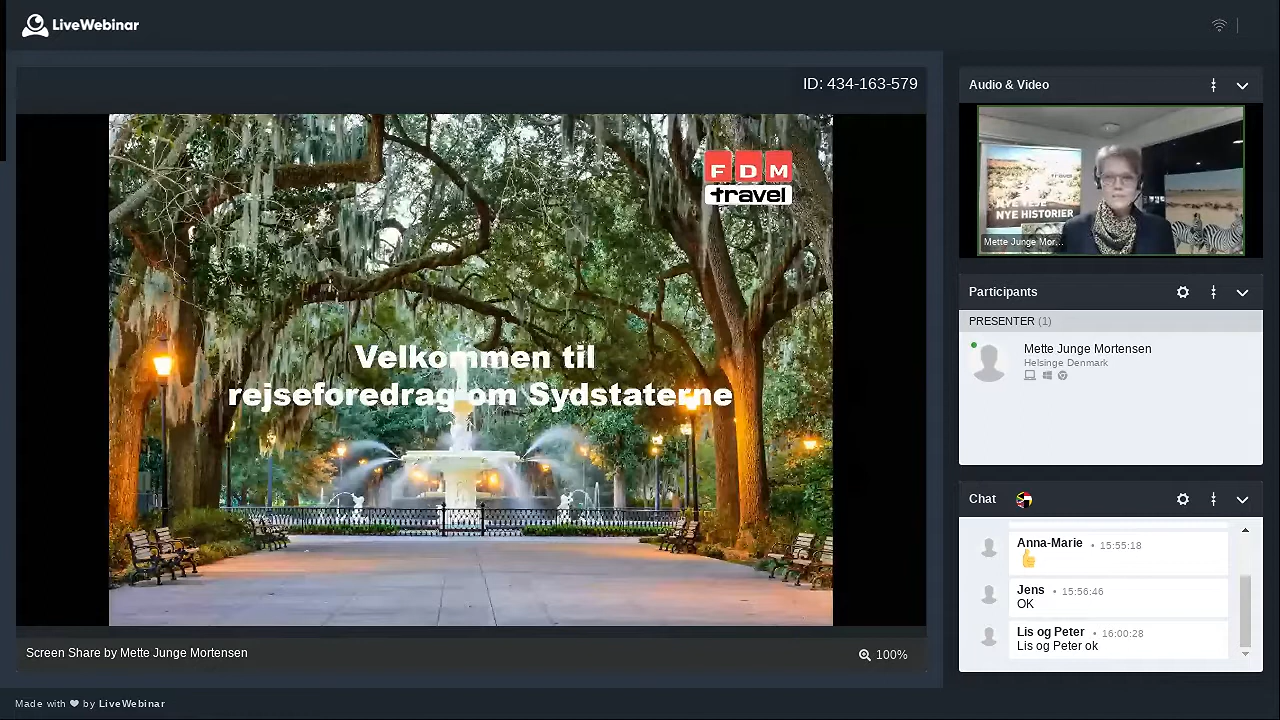 LiveWebinar
ID: 434-163-579
FDM
travel
Velkommen til
rejseforedrag om Sydstaterne
Screen Share by Mette Junge Mortensen
100%
Audio & Video
NYE HISTORIER
Mette Junge Mor...
Participants
PRESENTER (1)
Mette Junge Mortensen
Helsinge Denmark
Chat
Anna-Marie • 15:55:18
👍
Jens • 15:56:46
OK
Lis og Peter • 16:00:28
Lis og Peter ok
Made with ❤ by LiveWebinar